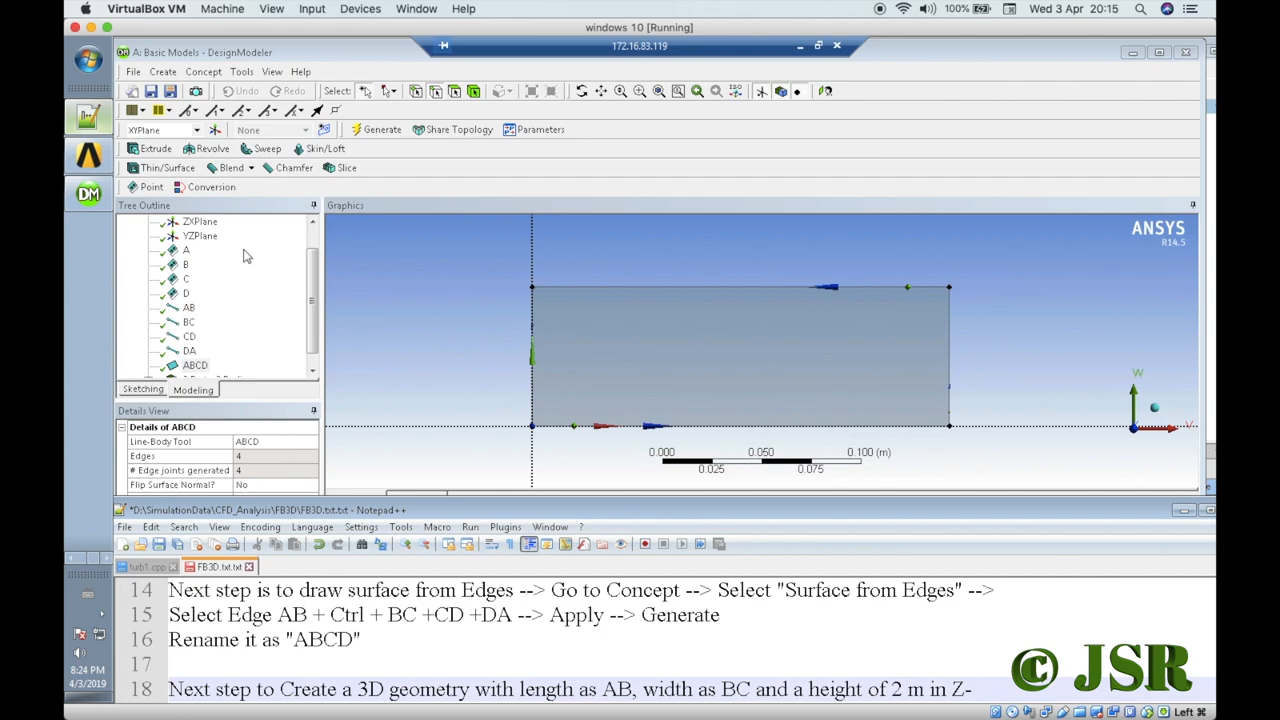 VirtualBox VM Machine View Input Devices Window Help 100% Wed 3 Apr 20:15
windows 10 [Running]
A: Basic Models - DesignModeler
172.16.83.119
File Create Concept Tools View Help
Undo Redo Select:
XYPlane None Generate Share Topology Parameters
Extrude Revolve Sweep Skin/Loft
Thin/Surface Blend Chamfer Slice
Point Conversion
Tree Outline
Graphics
ZXPlane
YZPlane
A
B
C
D
AB
BC
CD
DA
ABCD
Sketching Modeling
Details View
Details of ABCD
Line-Body Tool ABCD
Edges 4
# Edge joints generated 4
Flip Surface Normal? No
ANSYS
R14.5
W
V
0.000 0.050 0.100 (m)
0.025 0.075
*D:\SimulationData\CFD_Analysis\FB3D\FB3D.txt.txt - Notepad++
File Edit Search View Encoding Language Settings Tools Macro Run Plugins Window ?
turb1.cpp FB3D.txt.txt
14 Next step is to draw surface from Edges --> Go to Concept --> Select "Surface from Edges" -->
15 Select Edge AB + Ctrl + BC +CD +DA --> Apply --> Generate
16 Rename it as "ABCD"
17
18 Next step to Create a 3D geometry with length as AB, width as BC and a height of 2 m in Z-
DM
8:24 PM
4/3/2019
© JSR
Left ⌘